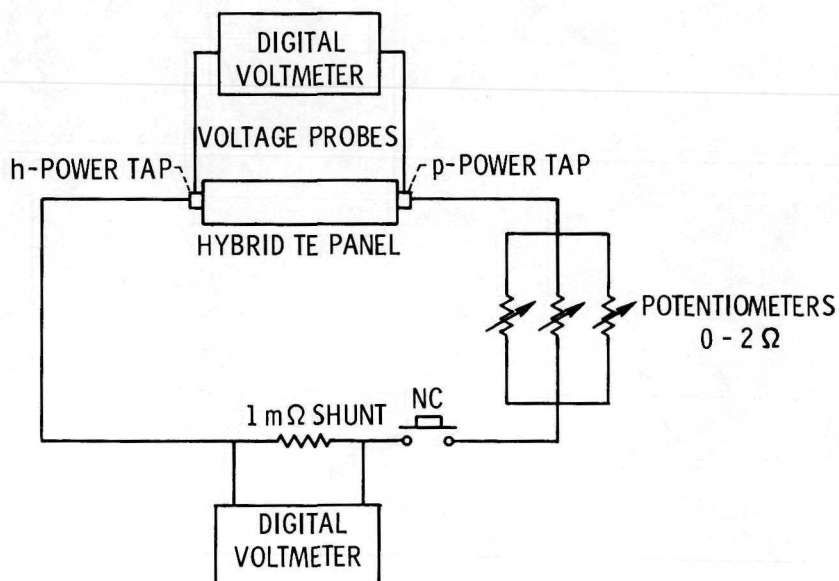 DIGITAL
VOLTMETER
VOLTAGE PROBES
h-POWER TAP
p-POWER TAP
HYBRID TE PANEL
POTENTIOMETERS
0 - 2 Ω
NC
1 mΩ SHUNT
DIGITAL
VOLTMETER